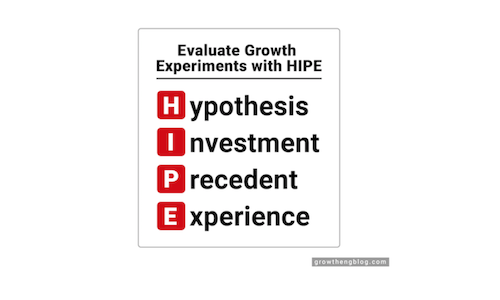 Evaluate Growth
Experiments with HIPE
Hypothesis
Investment
Precedent
Experience
growthengblog.com